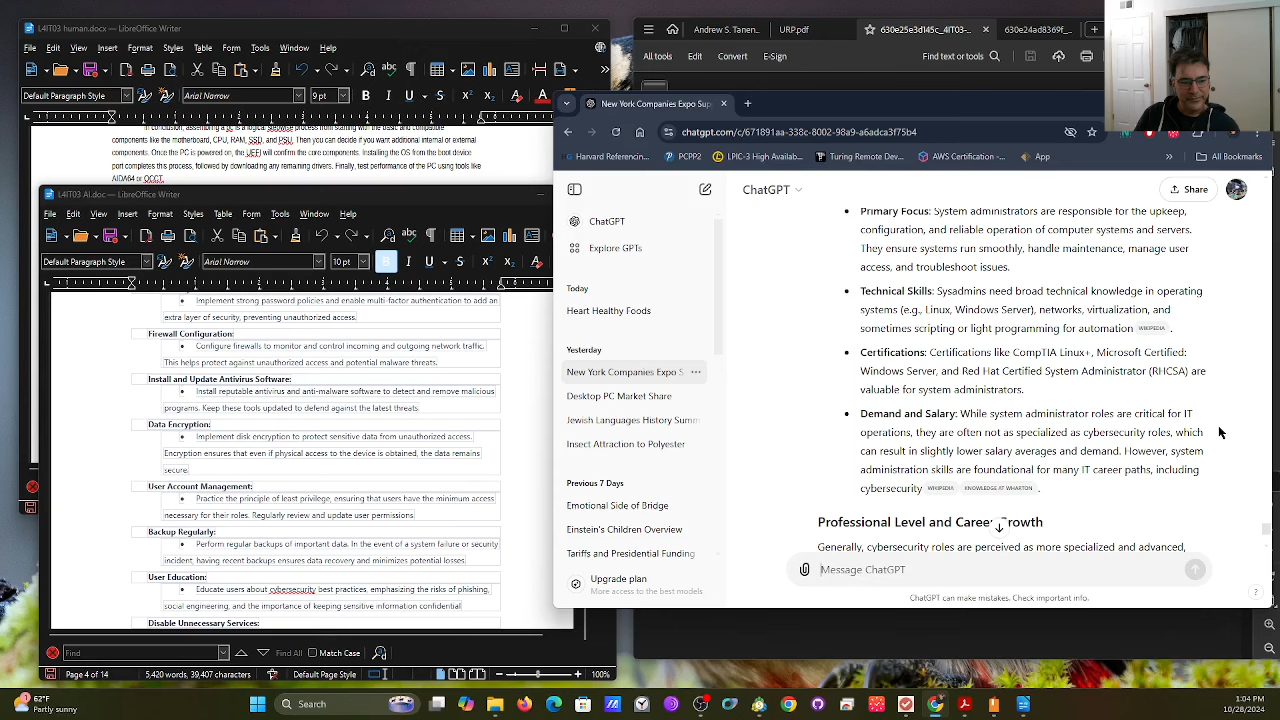 L4IT03 human.docx — LibreOffice Writer
File Edit View Insert Format Styles Table Form Tools Window Help
Default Paragraph Style Arial Narrow 9 pt B I U S A
In conclusion, assembling a pc is a logical stepwise process from starting with the basic and compatible
components like the motherboard, CPU, RAM, SSD, and PSU. Then you can decide if you want additional internal or external
components. Once the PC is powered on, the UEFI will confirm the core components. Installing the OS from the boot device
port completes this process, followed by downloading any remaining drivers. Finally, test performance of the PC using tools like
AIDA64 or OCCT.
L4IT03 AI.doc — LibreOffice Writer
File Edit View Insert Format Styles Table Form Tools Window Help
Default Paragraph Style Arial Narrow 10 pt B I U S A
Implement strong password policies and enable multi-factor authentication to add an
extra layer of security, preventing unauthorized access.
Firewall Configuration:
Configure firewalls to monitor and control incoming and outgoing network traffic.
This helps protect against unauthorized access and potential malware threats.
Install and Update Antivirus Software:
Install reputable antivirus and anti-malware software to detect and remove malicious
programs. Keep these tools updated to defend against the latest threats.
Data Encryption:
Implement disk encryption to protect sensitive data from unauthorized access.
Encryption ensures that even if physical access to the device is obtained, the data remains
secure.
User Account Management:
Practice the principle of least privilege, ensuring that users have the minimum access
necessary for their roles. Regularly review and update user permissions.
Backup Regularly:
Perform regular backups of important data. In the event of a system failure or security
incident, having recent backups ensures data recovery and minimizes potential losses.
User Education:
Educate users about cybersecurity best practices, emphasizing the risks of phishing,
social engineering, and the importance of keeping sensitive information confidential
Disable Unnecessary Services:
Find Find All Match Case
Page 4 of 14 5,420 words, 39,407 characters Default Page Style 100%
Andrew S. Tanen... URP.pdf 630e25e3d145c_4IT03-... 630e24ad8369f_
All tools Edit Convert E-Sign Find text or tools
New York Companies Expo Sup
chatgpt.com/c/671891aa-338c-8002-98d9-a6a8ca3f75b4
Harvard Referencin... PCPP2 LPIC-3 High Availab... Turing Remote Dev... AWS Certification -... App All Bookmarks
ChatGPT
Explore GPTs
Today
Heart Healthy Foods
Yesterday
New York Companies Expo S
Desktop PC Market Share
Jewish Languages History Summ
Insect Attraction to Polyester
Previous 7 Days
Emotional Side of Bridge
Einstein's Children Overview
Tariffs and Presidential Funding
Upgrade plan
More access to the best models
ChatGPT Share
Primary Focus: System administrators are responsible for the upkeep,
configuration, and reliable operation of computer systems and servers.
They ensure systems run smoothly, handle maintenance, manage user
access, and troubleshoot issues.
Technical Skills: Sysadmins need broad technical knowledge in operating
systems (e.g., Linux, Windows Server), networks, virtualization, and
sometimes scripting or light programming for automation WIKIPEDIA .
Certifications: Certifications like CompTIA Linux+, Microsoft Certified:
Windows Server, and Red Hat Certified System Administrator (RHCSA) are
valuable for system administrators.
Demand and Salary: While system administrator roles are critical for IT
operations, they are often not as specialized as cybersecurity roles, which
can result in slightly lower salary averages and demand. However, system
administration skills are foundational for many IT career paths, including
cybersecurity WIKIPEDIA KNOWLEDGE AT WHARTON .
Professional Level and Career Growth
Generally, cybersecurity roles are perceived as more specialized and advanced,
Message ChatGPT
ChatGPT can make mistakes. Check important info.
62°F
Partly sunny
Search
1:04 PM
10/28/2024